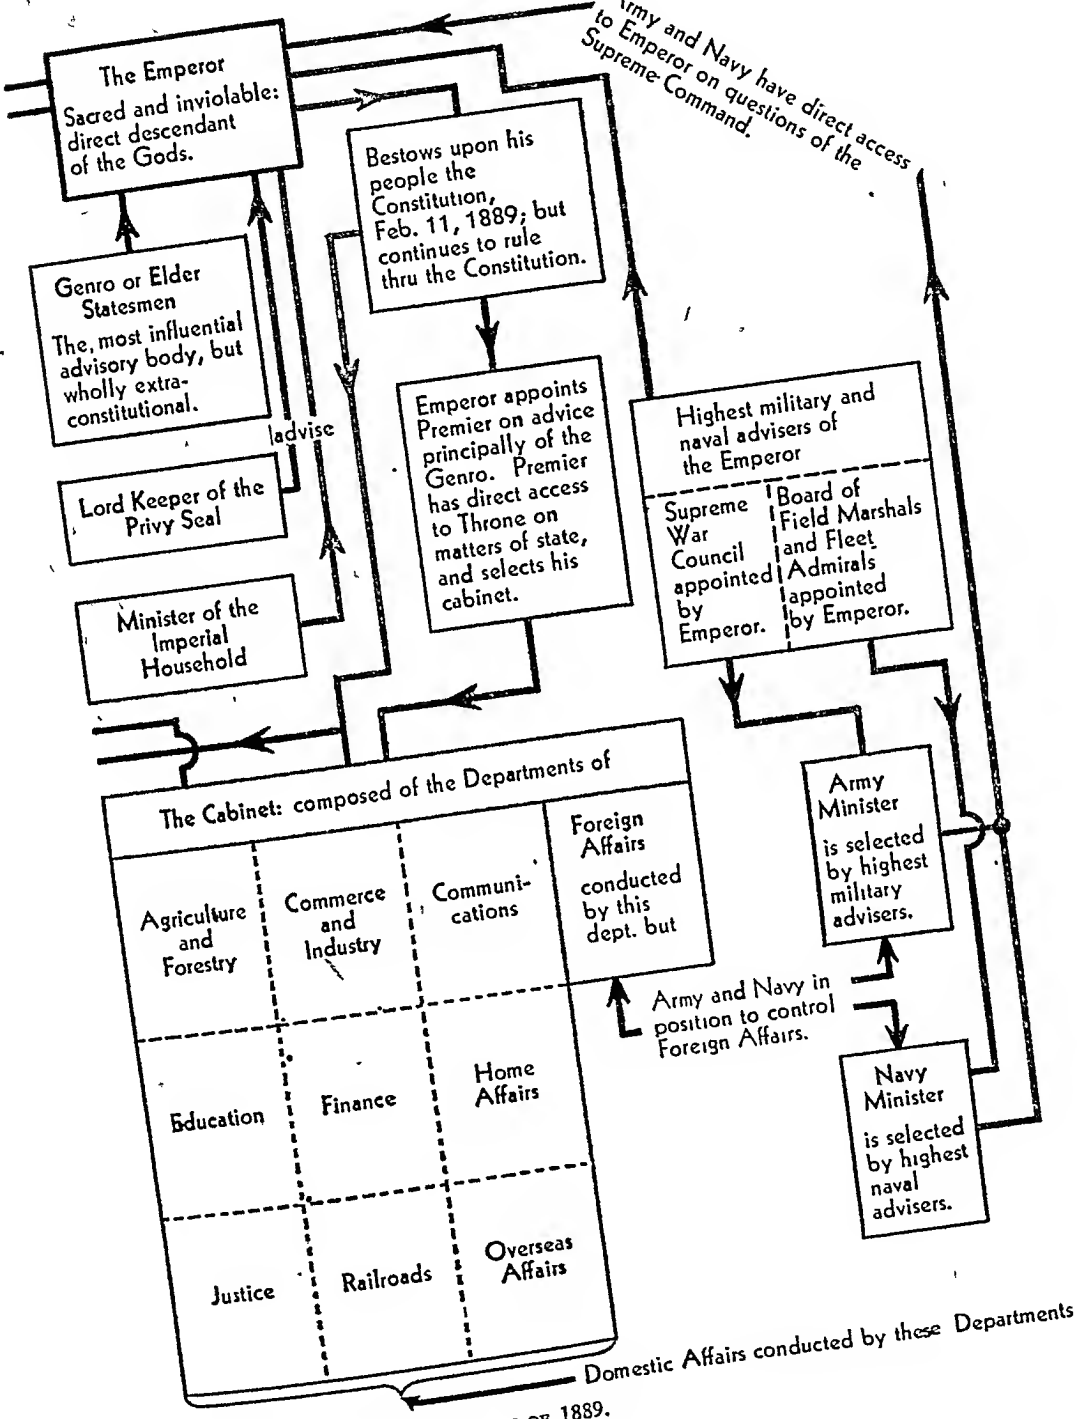 Army and Navy have direct access
to Emperor on questions of the
Supreme Command.
The Emperor
Sacred and inviolable:
direct descendant
of the Gods.
Bestows upon his
people the
Constitution,
Feb. 11, 1889; but
continues to rule
thru the Constitution.
Genro or Elder
Statesmen
The, most influential
advisory body, but
wholly extra-
constitutional.
advise
Lord Keeper of the
Privy Seal
Minister of the
Imperial
Household
Emperor appoints
Premier on advice
principally of the
Genro. Premier
has direct access
to Throne on
matters of state,
and selects his
cabinet.
Highest military and
naval advisers of
the Emperor
Supreme
War
Council
appointed
by
Emperor.
Board of
Field Marshals
and Fleet
Admirals
appointed
by Emperor.
The Cabinet: composed of the Departments of
Agriculture
and
Forestry
Commerce
and
Industry
Communi-
cations
Foreign
Affairs
conducted
by this
dept. but
Education
Finance
Home
Affairs
Justice
Railroads
Overseas
Affairs
Army
Minister
is selected
by highest
military
advisers.
Army and Navy in
position to control
Foreign Affairs.
Navy
Minister
is selected
by highest
naval
advisers.
Domestic Affairs conducted by these Departments
1889.